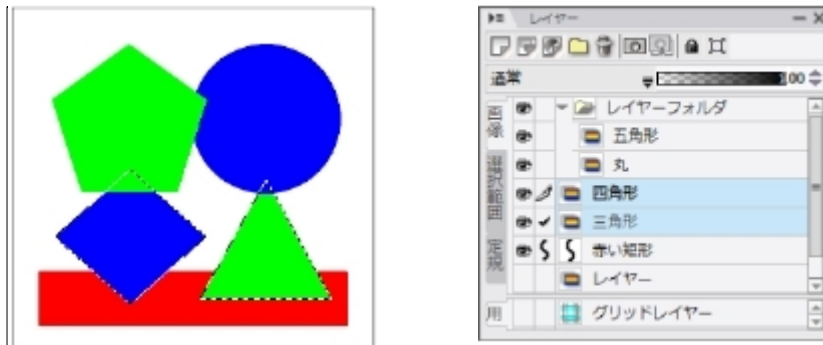 レイヤー
通常
100
画像
選択範囲
定規
用
レイヤーフォルダ
五角形
丸
四角形
三角形
赤い矩形
レイヤー
グリッドレイヤー